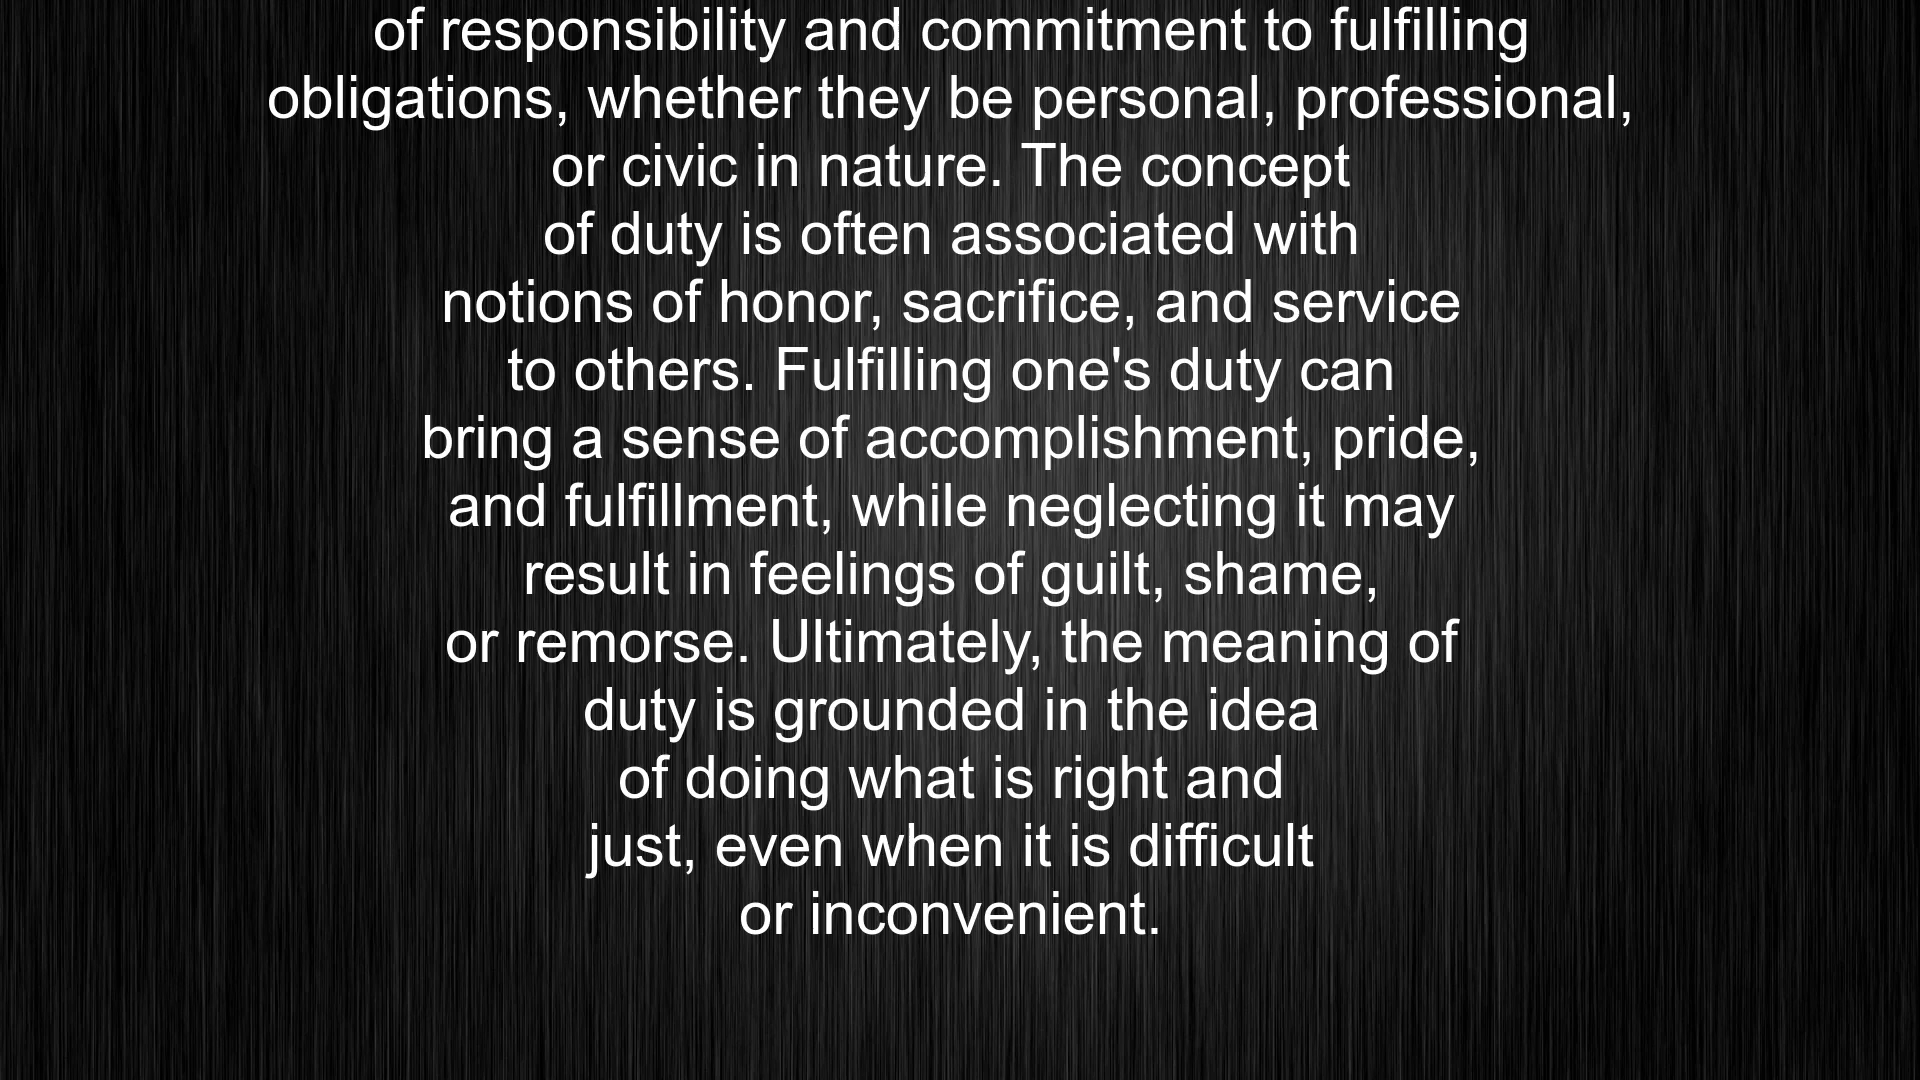 of responsibility and commitment to fulfilling
obligations, whether they be personal, professional,
or civic in nature. The concept
of duty is often associated with
notions of honor, sacrifice, and service
to others. Fulfilling one's duty can
bring a sense of accomplishment, pride,
and fulfillment, while neglecting it may
result in feelings of guilt, shame,
or remorse. Ultimately, the meaning of
duty is grounded in the idea
of doing what is right and
just, even when it is difficult
or inconvenient.